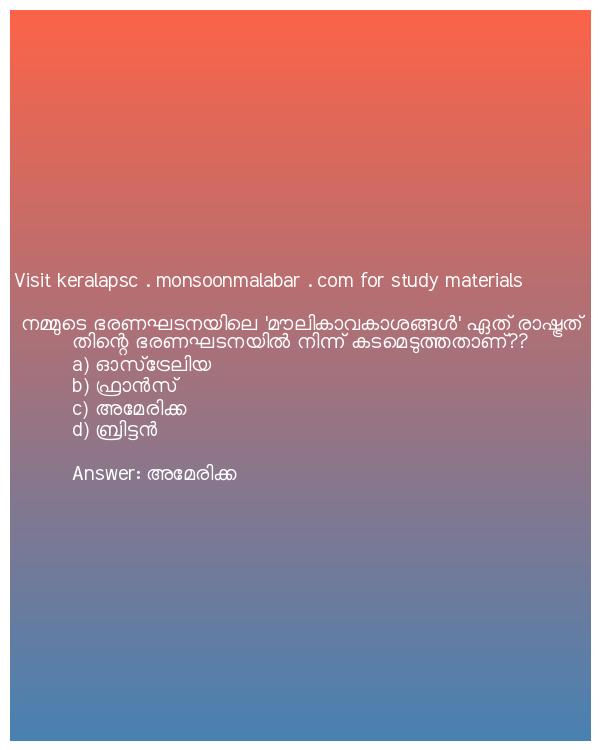 Visit keralapsc . monsoonmalabar . com for study materials
നമ്മുടെ ഭരണഘടനയിലെ 'മൗലികാവകാശങ്ങൾ' ഏത് രാഷ്ട്രത്
തിന്റെ ഭരണഘടനയിൽ നിന്ന് കടമെടുത്തതാണ്??
a) ഓസ്ട്രേലിയ
b) ഫ്രാൻസ്
c) അമേരിക്ക
d) ബ്രിട്ടൻ
Answer: അമേരിക്ക